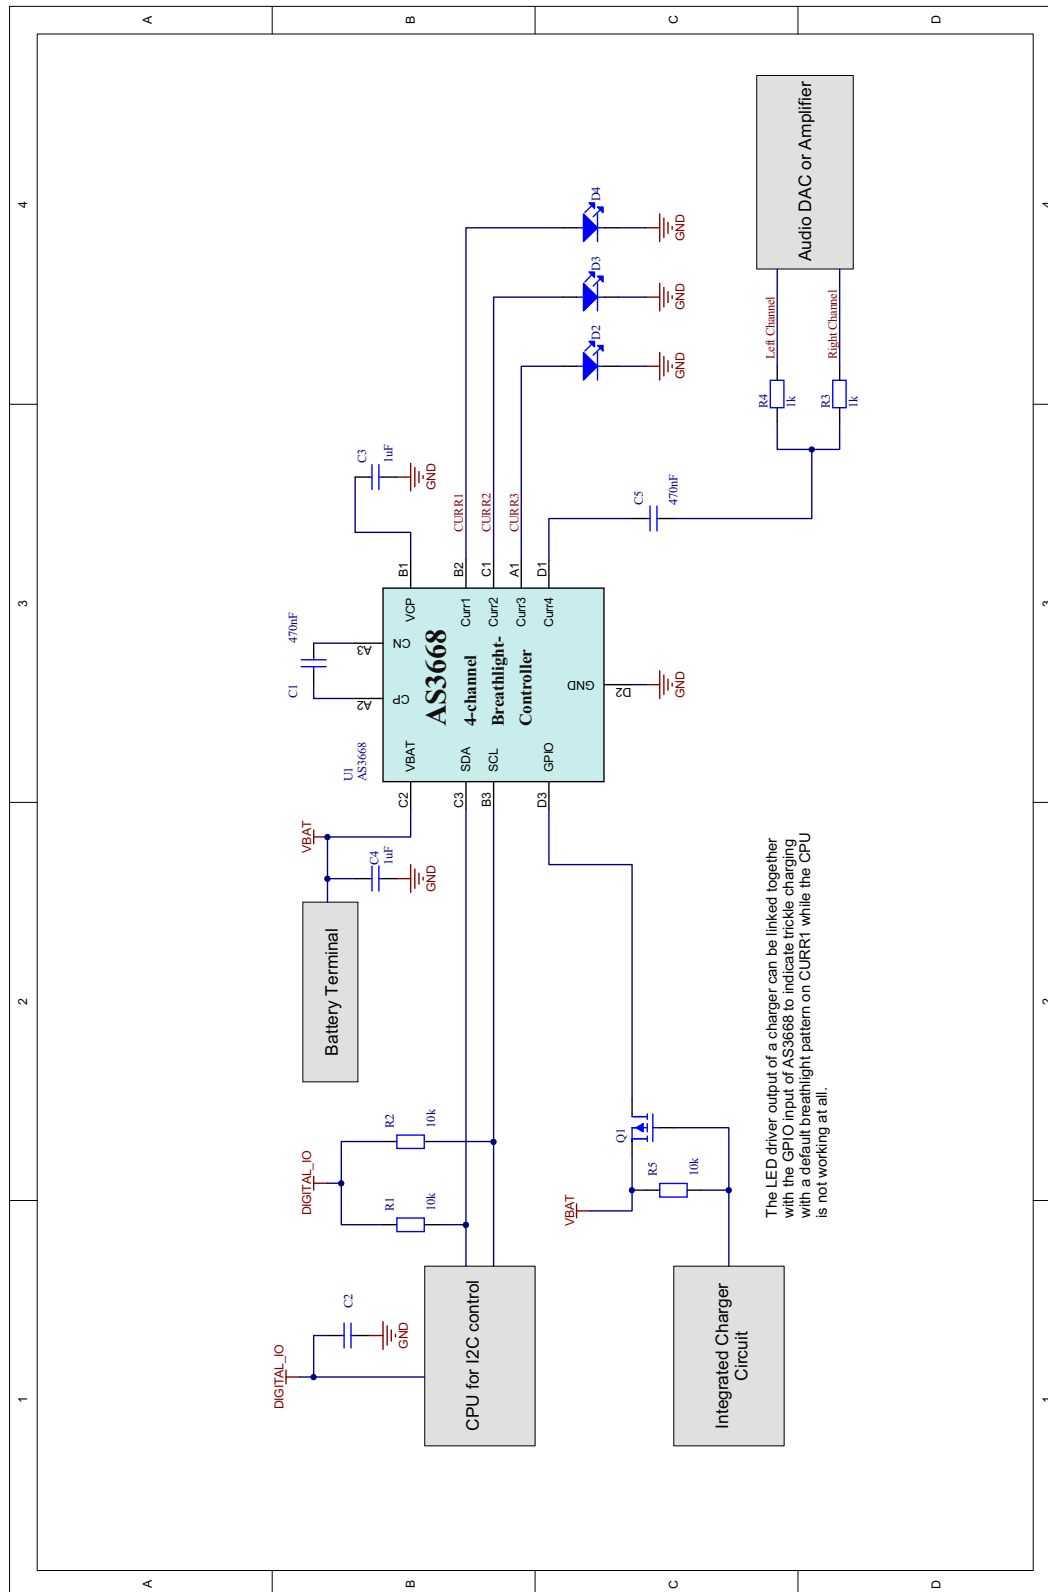 1
2
3
4
A
B
C
D
DIGITAL_IO
C2
GND
CPU for I2C control
DIGITAL_IO
R1
10k
R2
10k
Battery Terminal
VBAT
C4
1uF
GND
U1
AS3668
C1
470nF
A2
A3
CP
CN
C2
VBAT
VCP
B1
C3
1uF
GND
AS3668
4-channel
Breathlight-
Controller
C3
SDA
Curr1
B2
CURR1
B3
SCL
Curr2
C1
CURR2
Curr3
A1
CURR3
D3
GPIO
Curr4
D1
GND
D2
GND
D2
GND
D3
GND
D4
GND
C5
470nF
VBAT
Q1
R5
10k
Integrated Charger
Circuit
R4
1k
Left Channel
R3
1k
Right Channel
Audio DAC or Amplifier
The LED driver output of a charger can be linked together
with the GPIO input of AS3668 to indicate trickle charging
with a default breathlight pattern on CURR1 while the CPU
is not working at all.
A
B
C
D
1
2
3
4